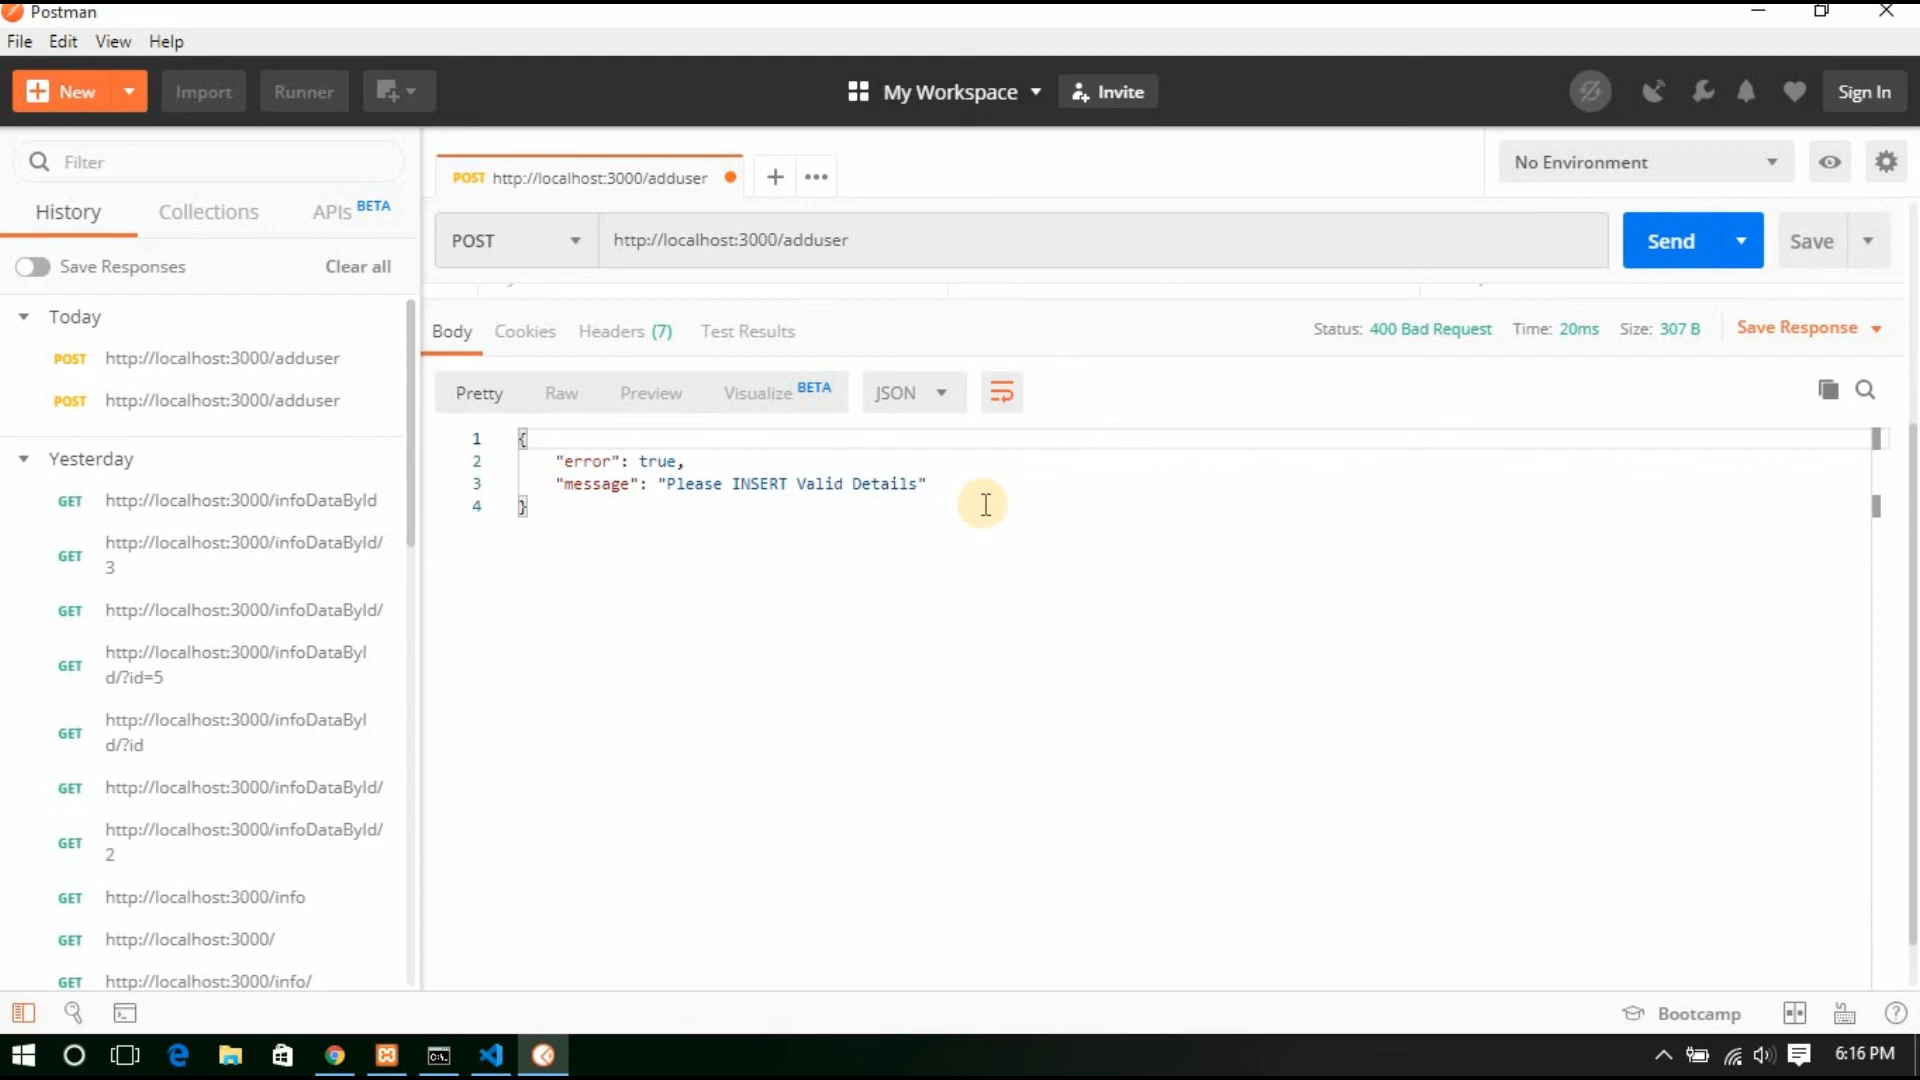 Postman
File Edit View Help
New Import Runner My Workspace Invite Sign In
Filter
History Collections APIs BETA
Save Responses Clear all
Today
POST http://localhost:3000/adduser
POST http://localhost:3000/adduser
Yesterday
GET http://localhost:3000/infoDataById
GET http://localhost:3000/infoDataById/
3
GET http://localhost:3000/infoDataById/
GET http://localhost:3000/infoDataByI
d/?id=5
GET http://localhost:3000/infoDataByI
d/?id
GET http://localhost:3000/infoDataById/
GET http://localhost:3000/infoDataById/
2
GET http://localhost:3000/info
GET http://localhost:3000/
GET http://localhost:3000/info/
POST http://localhost:3000/adduser
No Environment
POST http://localhost:3000/adduser Send Save
Body Cookies Headers (7) Test Results Status: 400 Bad Request Time: 20ms Size: 307 B Save Response
Pretty Raw Preview Visualize BETA JSON
1 {
2 "error": true,
3 "message": "Please INSERT Valid Details"
4 }
Bootcamp
6:16 PM